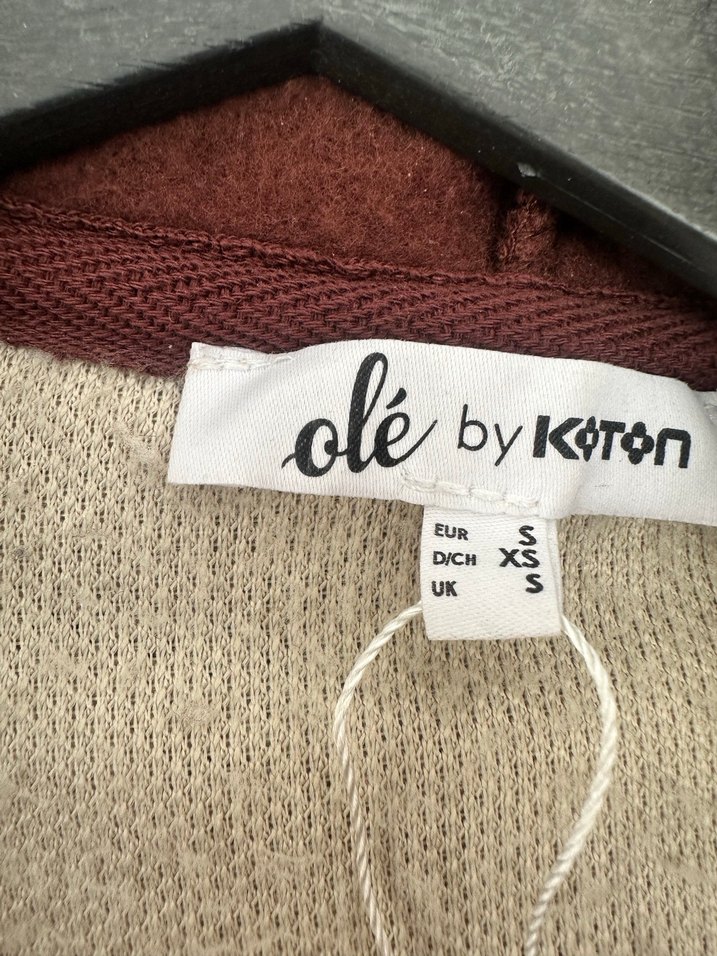 olé by KOTON
EUR S
D/CH XS
UK S